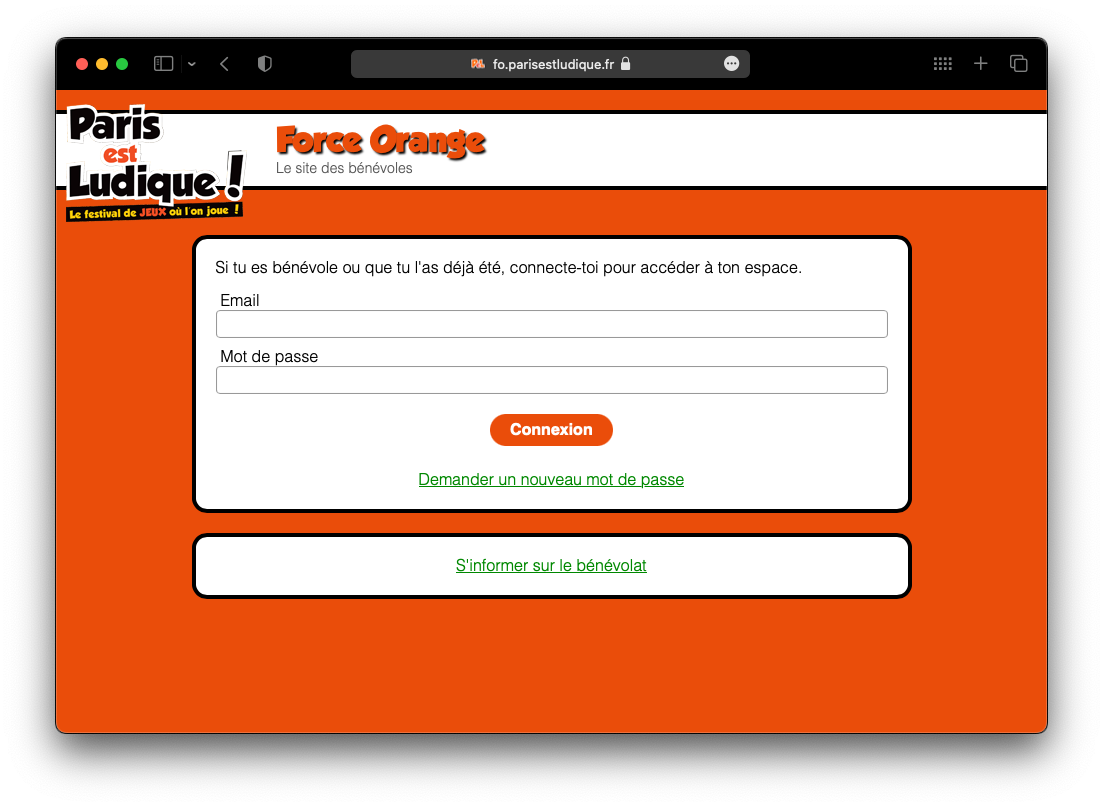 fo.parisestludique.fr
Paris
est
Ludique !
Le festival de JEUX où l'on joue !
Force Orange
Le site des bénévoles
Si tu es bénévole ou que tu l'as déjà été, connecte-toi pour accéder à ton espace.
Email
Mot de passe
Connexion
Demander un nouveau mot de passe
S'informer sur le bénévolat